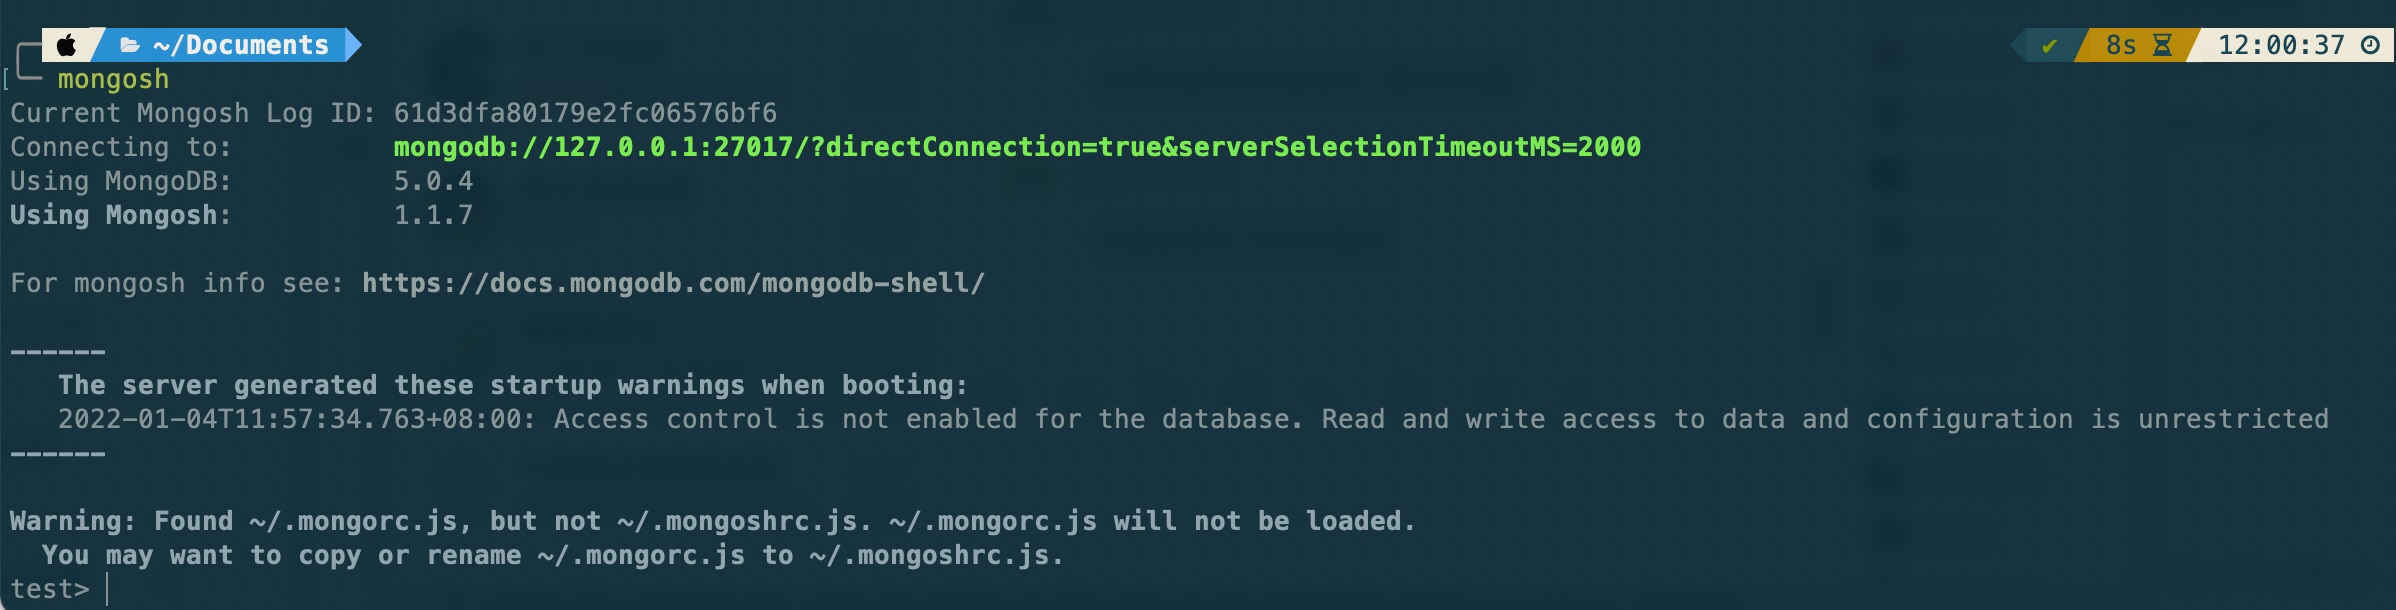 ~/Documents ✔ 8s 12:00:37
mongosh
Current Mongosh Log ID: 61d3dfa80179e2fc06576bf6
Connecting to: mongodb://127.0.0.1:27017/?directConnection=true&serverSelectionTimeoutMS=2000
Using MongoDB: 5.0.4
Using Mongosh: 1.1.7
For mongosh info see: https://docs.mongodb.com/mongodb-shell/
------
The server generated these startup warnings when booting:
2022-01-04T11:57:34.763+08:00: Access control is not enabled for the database. Read and write access to data and configuration is unrestricted
------
Warning: Found ~/.mongorc.js, but not ~/.mongoshrc.js. ~/.mongorc.js will not be loaded.
You may want to copy or rename ~/.mongorc.js to ~/.mongoshrc.js.
test>